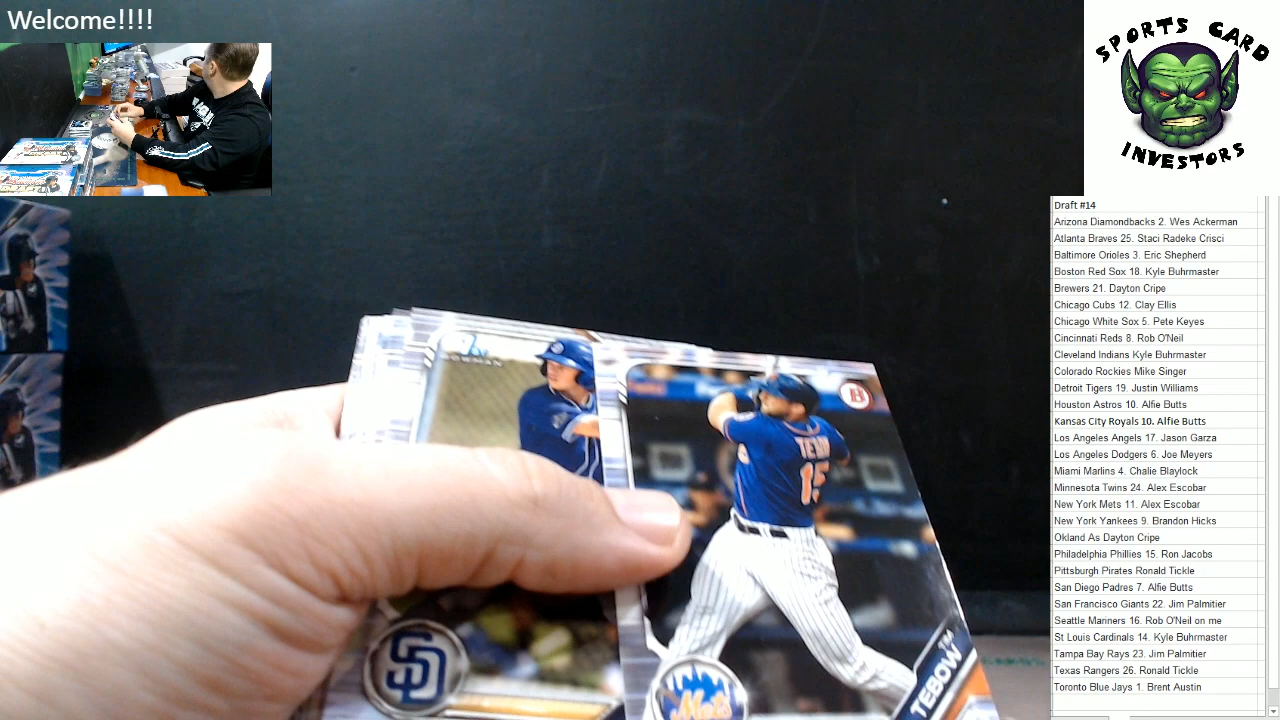 Welcome!!!!
SPORTS CARD
INVESTORS
Draft #14
Arizona Diamondbacks 2. Wes Ackerman
Atlanta Braves 25. Staci Radeke Crisci
Baltimore Orioles 3. Eric Shepherd
Boston Red Sox 18. Kyle Buhrmaster
Brewers 21. Dayton Cripe
Chicago Cubs 12. Clay Ellis
Chicago White Sox 5. Pete Keyes
Cincinnati Reds 8. Rob O'Neil
Cleveland Indians Kyle Buhrmaster
Colorado Rockies Mike Singer
Detroit Tigers 19. Justin Williams
Houston Astros 10. Alfie Butts
Kansas City Royals 10. Alfie Butts
Los Angeles Angels 17. Jason Garza
Los Angeles Dodgers 6. Joe Meyers
Miami Marlins 4. Chalie Blaylock
Minnesota Twins 24. Alex Escobar
New York Mets 11. Alex Escobar
New York Yankees 9. Brandon Hicks
Okland As Dayton Cripe
Philadelphia Phillies 15. Ron Jacobs
Pittsburgh Pirates Ronald Tickle
San Diego Padres 7. Alfie Butts
San Francisco Giants 22. Jim Palmitier
Seattle Manners 16. Rob O'Neil on me
St Louis Cardinals 14. Kyle Buhrmaster
Tampa Bay Rays 23. Jim Palmitier
Texas Rangers 26. Ronald Tickle
Toronto Blue Jays 1. Brent Austin
B
15
SD
Mets
TEBOW™